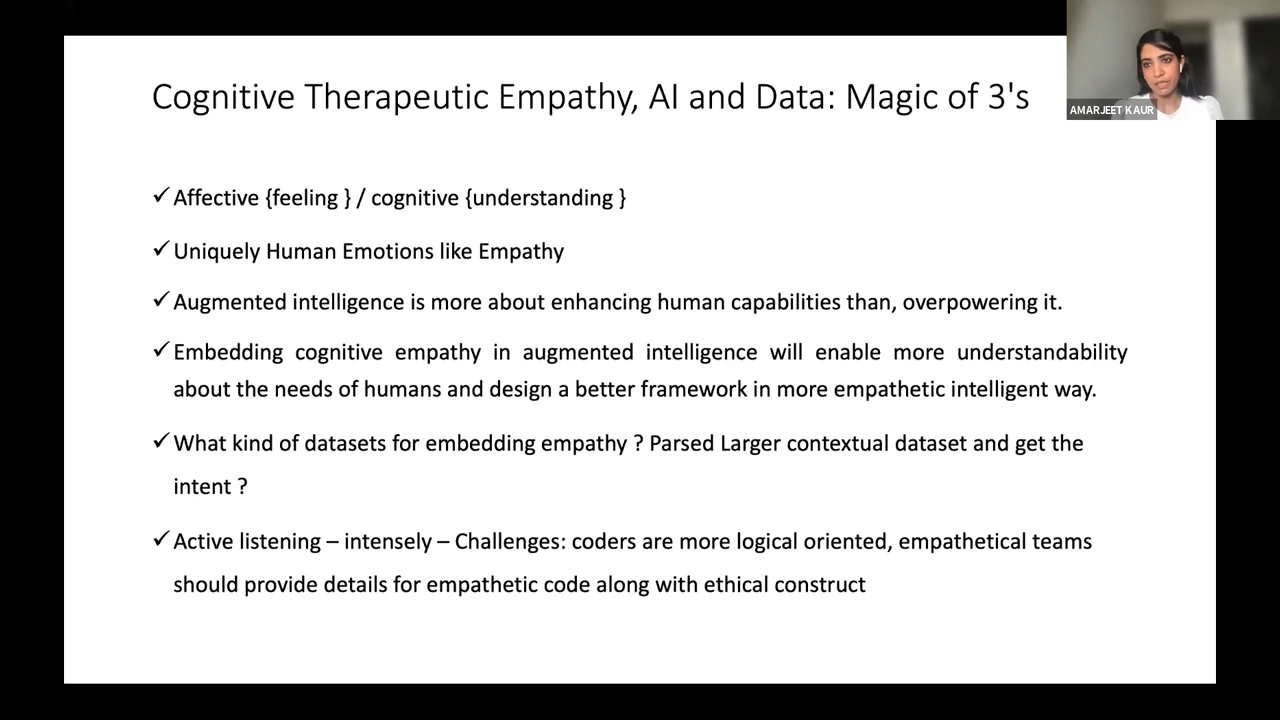 Cognitive Therapeutic Empathy, AI and Data: Magic of 3's
AMARJEET KAUR
✓Affective {feeling } / cognitive {understanding }
✓Uniquely Human Emotions like Empathy
✓Augmented intelligence is more about enhancing human capabilities than, overpowering it.
✓Embedding cognitive empathy in augmented intelligence will enable more understandability
about the needs of humans and design a better framework in more empathetic intelligent way.
✓What kind of datasets for embedding empathy ? Parsed Larger contextual dataset and get the
intent ?
✓Active listening – intensely – Challenges: coders are more logical oriented, empathetical teams
should provide details for empathetic code along with ethical construct